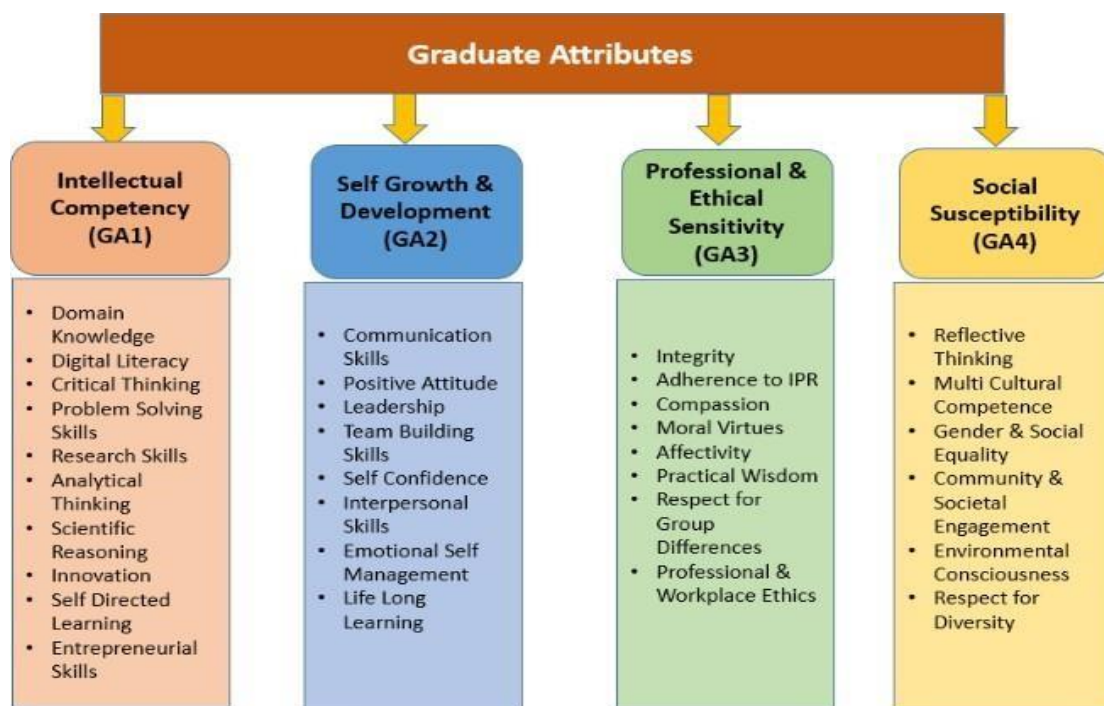 Graduate Attributes
Intellectual
Competency
(GA1)
• Domain
Knowledge
• Digital Literacy
• Critical Thinking
• Problem Solving
Skills
• Research Skills
• Analytical
Thinking
• Scientific
Reasoning
• Innovation
• Self Directed
Learning
• Entrepreneurial
Skills
Self Growth &
Development
(GA2)
• Communication
Skills
• Positive Attitude
• Leadership
• Team Building
Skills
• Self Confidence
• Interpersonal
Skills
• Emotional Self
Management
• Life Long
Learning
Professional &
Ethical
Sensitivity
(GA3)
• Integrity
• Adherence to IPR
• Compassion
• Moral Virtues
• Affectivity
• Practical Wisdom
• Respect for
Group
Differences
• Professional &
Workplace Ethics
Social
Susceptibility
(GA4)
• Reflective
Thinking
• Multi Cultural
Competence
• Gender & Social
Equality
• Community &
Societal
Engagement
• Environmental
Consciousness
• Respect for
Diversity